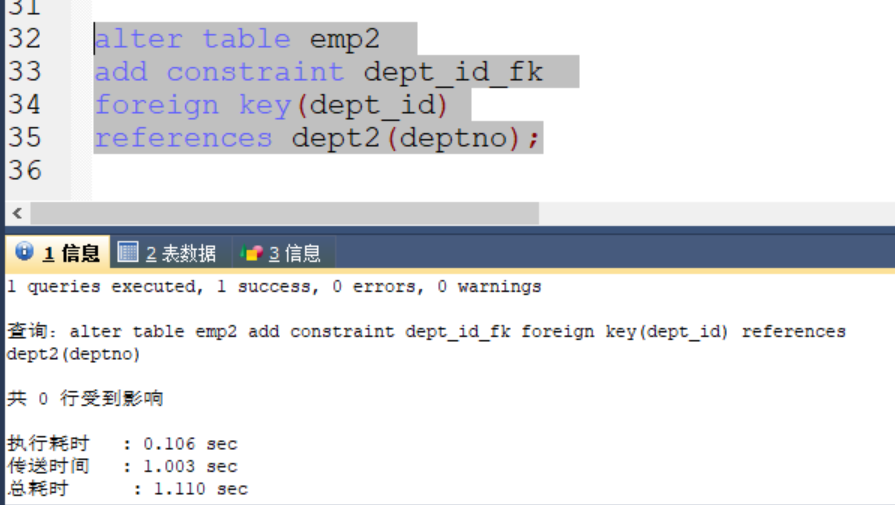 31
32 alter table emp2
33 add constraint dept_id_fk
34 foreign key(dept_id)
35 references dept2(deptno);
36
1 信息 2 表数据 3 信息
1 queries executed, 1 success, 0 errors, 0 warnings
查询: alter table emp2 add constraint dept_id_fk foreign key(dept_id) references
dept2(deptno)
共 0 行受到影响
执行耗时 : 0.106 sec
传送时间 : 1.003 sec
总耗时 : 1.110 sec